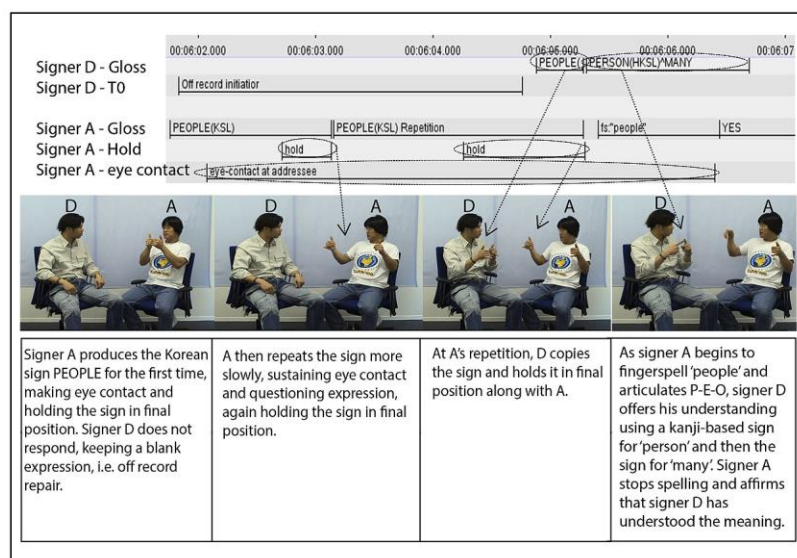 00:06:02.000 00:06:03.000 00:06:04.000 00:06:05.000 00:06:06.000 00:06:07
Signer D - Gloss PEOPLE( PERSON(HKSL)^MANY
Signer D - T0 Off record initiatior
Signer A - Gloss PEOPLE(KSL) PEOPLE(KSL) Repetition fs:"people" YES
Signer A - Hold hold hold
Signer A - eye contact eye-contact at addressee
D A D A D A D A
Signer A produces the Korean
sign PEOPLE for the first time,
making eye contact and
holding the sign in final
position. Signer D does not
respond, keeping a blank
expression, i.e. off record
repair.
A then repeats the sign more
slowly, sustaining eye contact
and questioning expression,
again holding the sign in final
position.
At A's repetition, D copies
the sign and holds it in final
position along with A.
As signer A begins to
fingerspell 'people' and
articulates P-E-O, signer D
offers his understanding
using a kanji-based sign
for 'person' and then the
sign for 'many'. Signer A
stops spelling and affirms
that signer D has
understood the meaning.